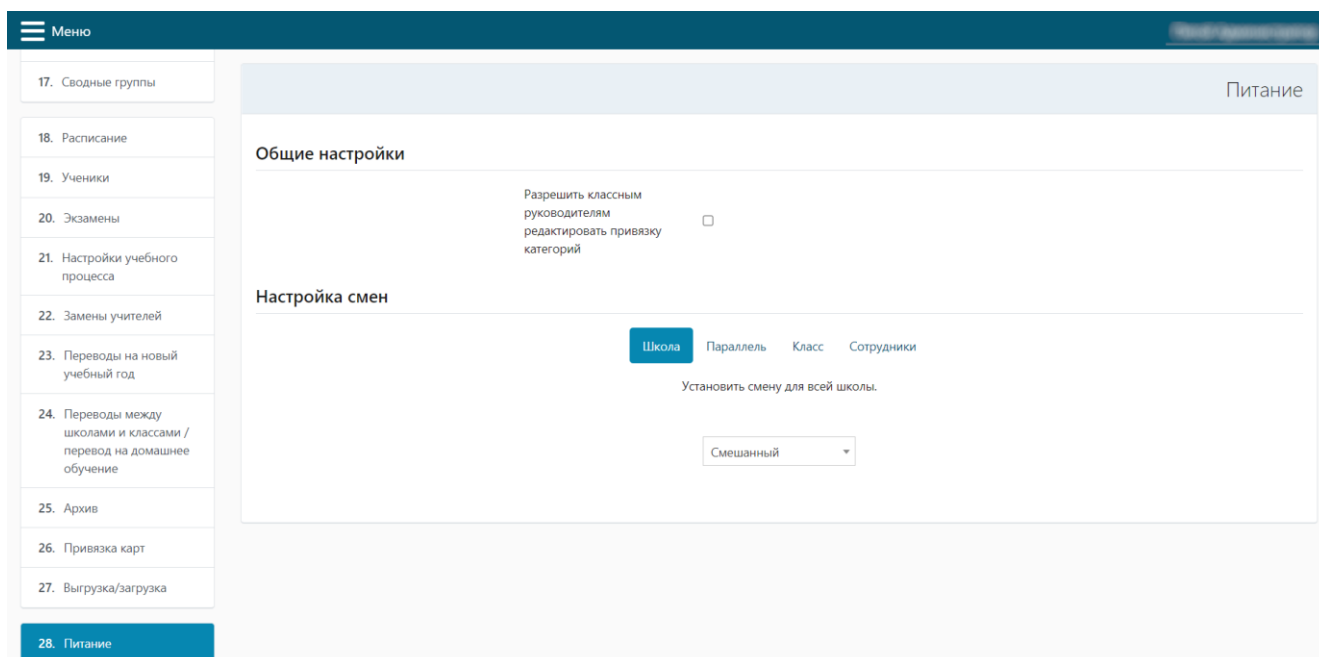 Меню
17. Сводные группы
18. Расписание
19. Ученики
20. Экзамены
21. Настройки учебного
процесса
22. Замены учителей
23. Переводы на новый
учебный год
24. Переводы между
школами и классами /
перевод на домашнее
обучение
25. Архив
26. Привязка карт
27. Выгрузка/загрузка
28. Питание
Питание
Общие настройки
Разрешить классным
руководителям
редактировать привязку
категорий
Настройка смен
Школа Параллель Класс Сотрудники
Установить смену для всей школы.
Смешанный